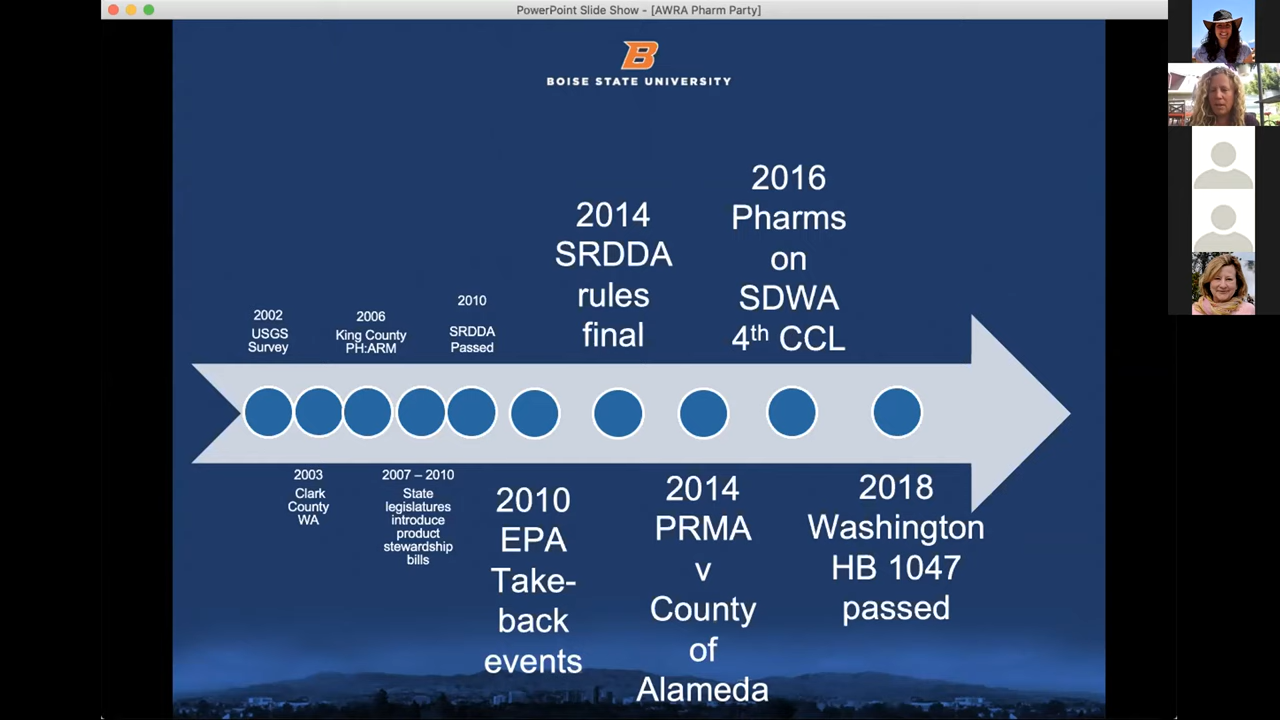 PowerPoint Slide Show - [AWRA Pharm Party]
B
BOISE STATE UNIVERSITY
2002
USGS
Survey
2006
King County
PH:ARM
2010
SRDDA
Passed
2014
SRDDA
rules
final
2016
Pharms
on
SDWA
4th CCL
2003
Clark
County
WA
2007 – 2010
State
legislatures
introduce
product
stewardship
bills
2010
EPA
Take-
back
events
2014
PRMA
v
County
of
Alameda
2018
Washington
HB 1047
passed